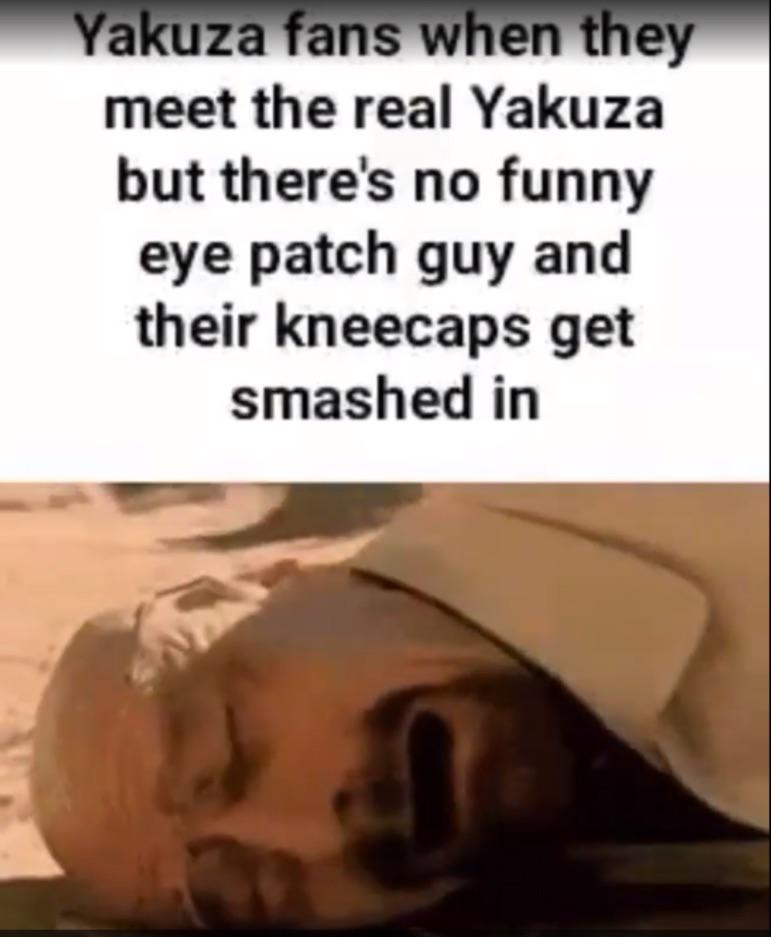 Yakuza fans when they
meet the real Yakuza
but there's no funny
eye patch guy and
their kneecaps get
smashed in